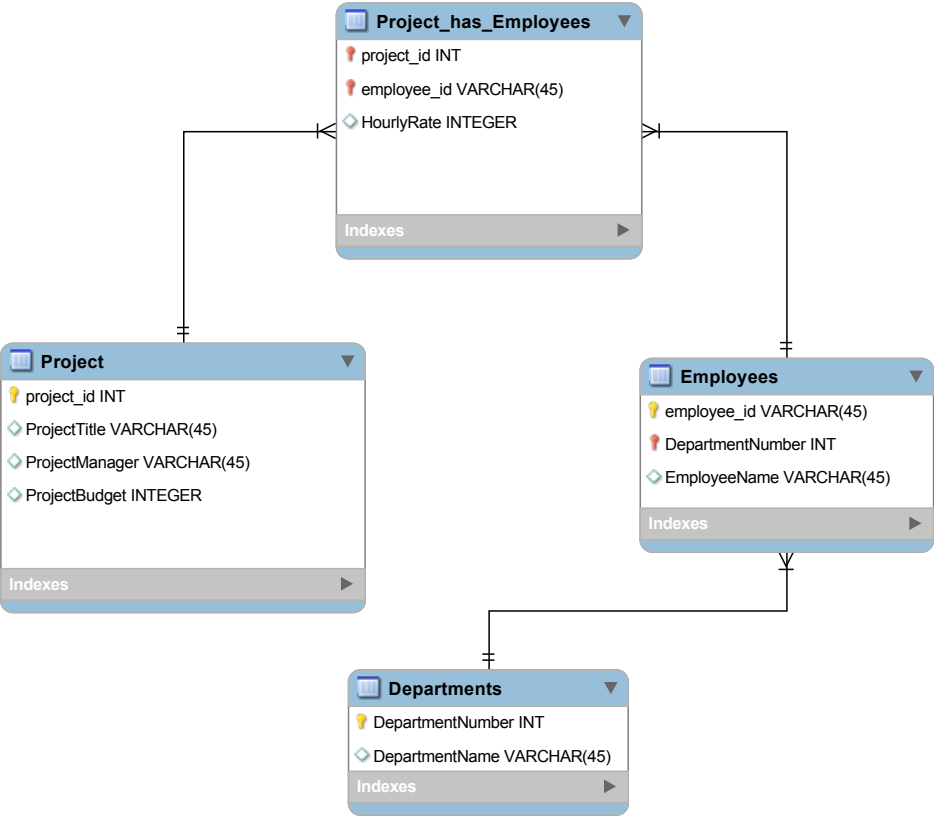 Project_has_Employees
project_id INT
employee_id VARCHAR(45)
HourlyRate INTEGER
Indexes
Project
project_id INT
ProjectTitle VARCHAR(45)
ProjectManager VARCHAR(45)
ProjectBudget INTEGER
Indexes
Employees
employee_id VARCHAR(45)
DepartmentNumber INT
EmployeeName VARCHAR(45)
Indexes
Departments
DepartmentNumber INT
DepartmentName VARCHAR(45)
Indexes